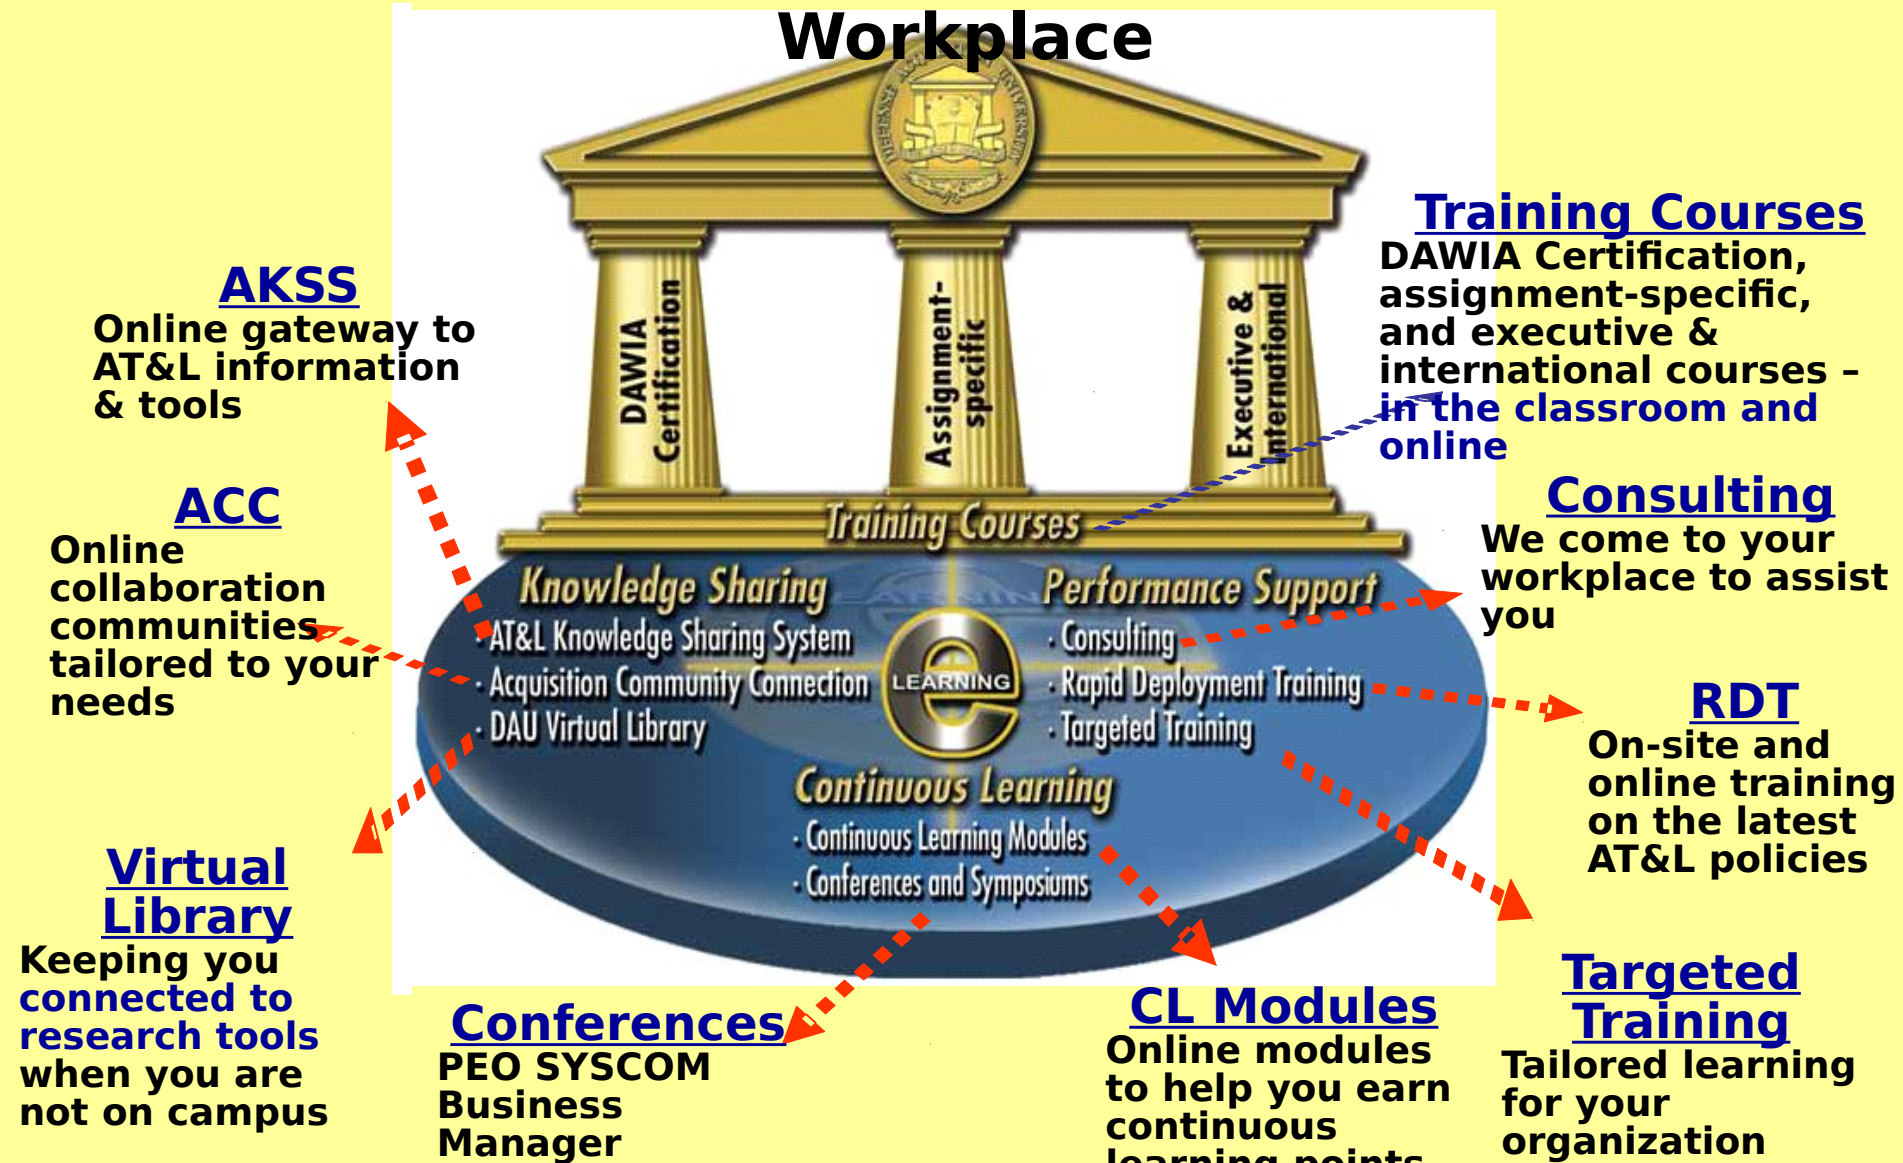 Workplace
DEFENSE ACQUISITION UNIVERSITY
Training Courses
DAWIA Certification,
assignment-specific,
and executive &
international courses –
in the classroom and
online
AKSS
Online gateway to
AT&L information
& tools
DAWIA
Certification
Assignment-
specific
Executive &
International
ACC
Online
collaboration
communities
tailored to your
needs
Training Courses
Consulting
We come to your
workplace to assist
you
Knowledge Sharing
· AT&L Knowledge Sharing System
· Acquisition Community Connection
· DAU Virtual Library
Performance Support
· Consulting
· Rapid Deployment Training
· Targeted Training
e
LEARNING
Continuous Learning
· Continuous Learning Modules
· Conferences and Symposiums
RDT
On-site and
online training
on the latest
AT&L policies
Virtual
Library
Keeping you
connected to
research tools
when you are
not on campus
Conferences
PEO SYSCOM
Business
Manager
CL Modules
Online modules
to help you earn
continuous
learning points
Targeted
Training
Tailored learning
for your
organization